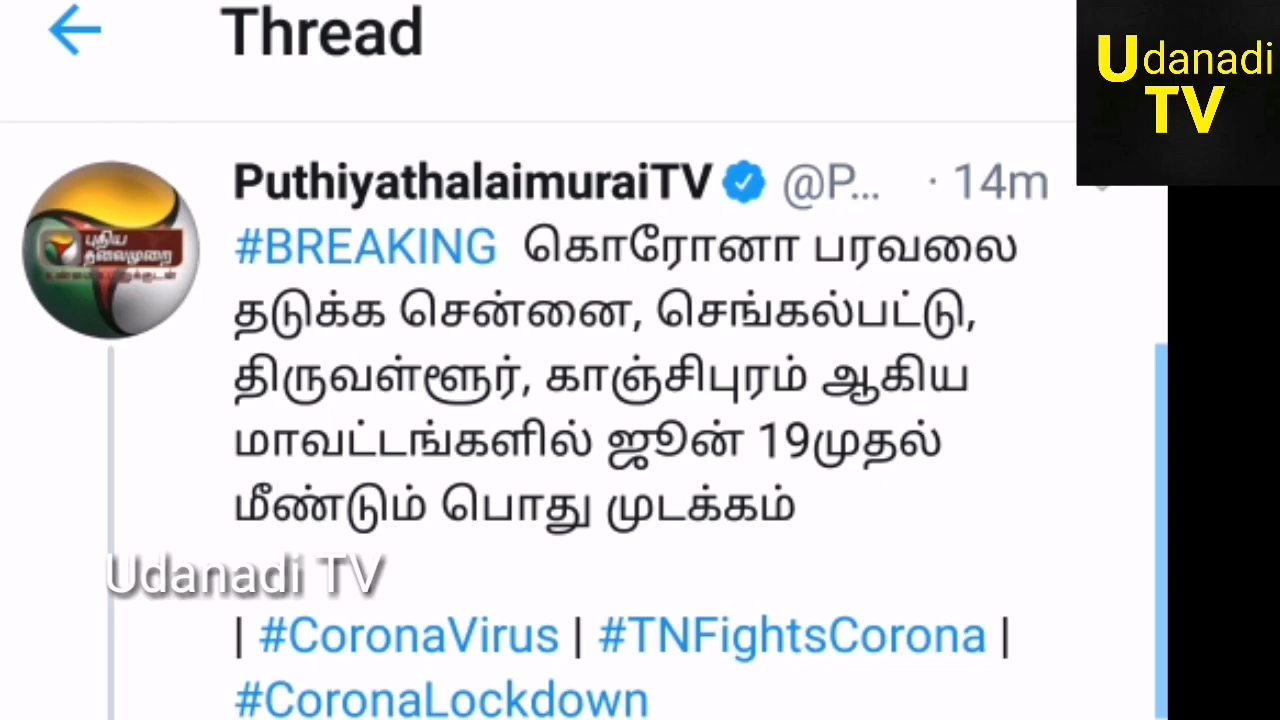 Thread
Udanadi
TV
PuthiyathalaimuraiTV @P... · 14m
புதிய
தலைமுறை
#BREAKING கொரோனா பரவலை
தடுக்க சென்னை, செங்கல்பட்டு,
திருவள்ளூர், காஞ்சிபுரம் ஆகிய
மாவட்டங்களில் ஜூன் 19முதல்
மீண்டும் பொது முடக்கம்
Udanadi TV
| #CoronaVirus | #TNFightsCorona |
#CoronaLockdown